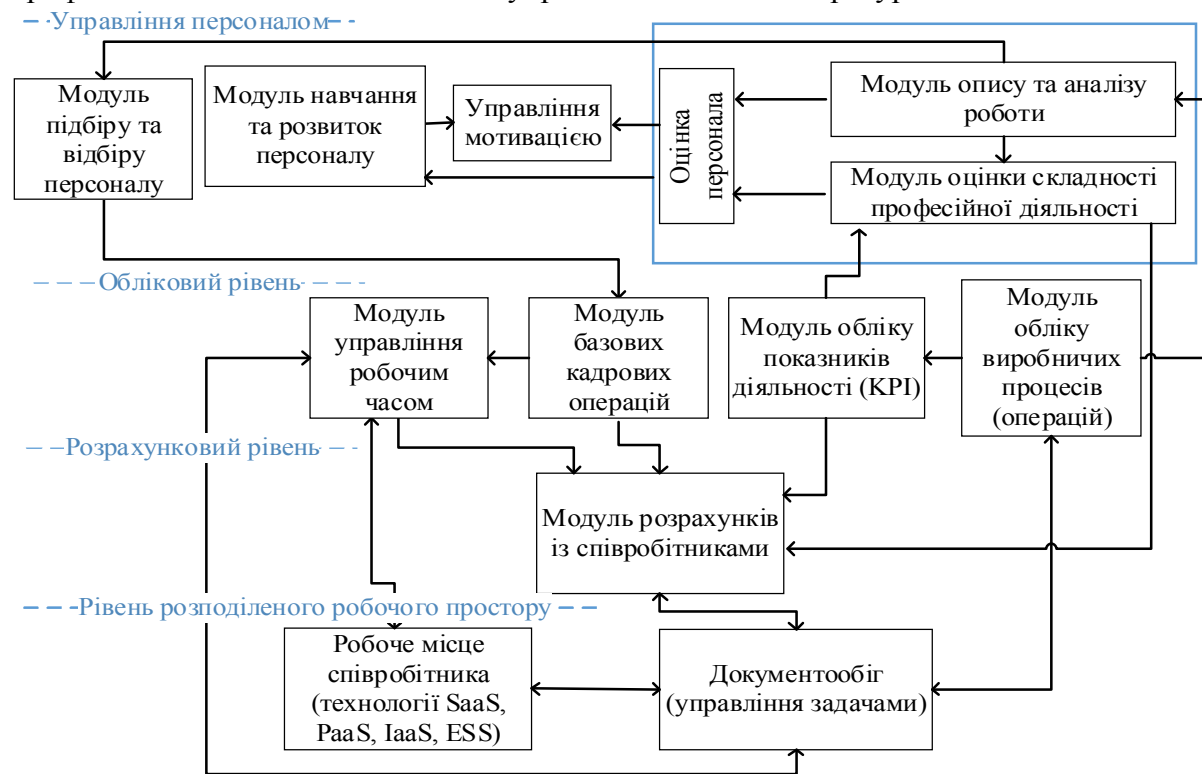 Управління персоналом
Модуль
підбіру та
відбіру
персоналу
Модуль навчання
та розвиток
персоналу
Управління
мотивацією
Оцінка
персонала
Модуль опису та аналізу
роботи
Модуль оцінки складності
професійної діяльності
Обліковий рівень
Модуль
управління
робочим
часом
Модуль
базових
кадрових
операцій
Модуль обліку
показників
діяльності (KPI)
Модуль
обліку
виробничих
процесів
(операцій)
Розрахунковий рівень
Модуль розрахунків
із співробітниками
Рівень розподіленого робочого простору
Робоче місце
співробітника
(технології SaaS,
PaaS, IaaS, ESS)
Документообіг
(управління задачами)